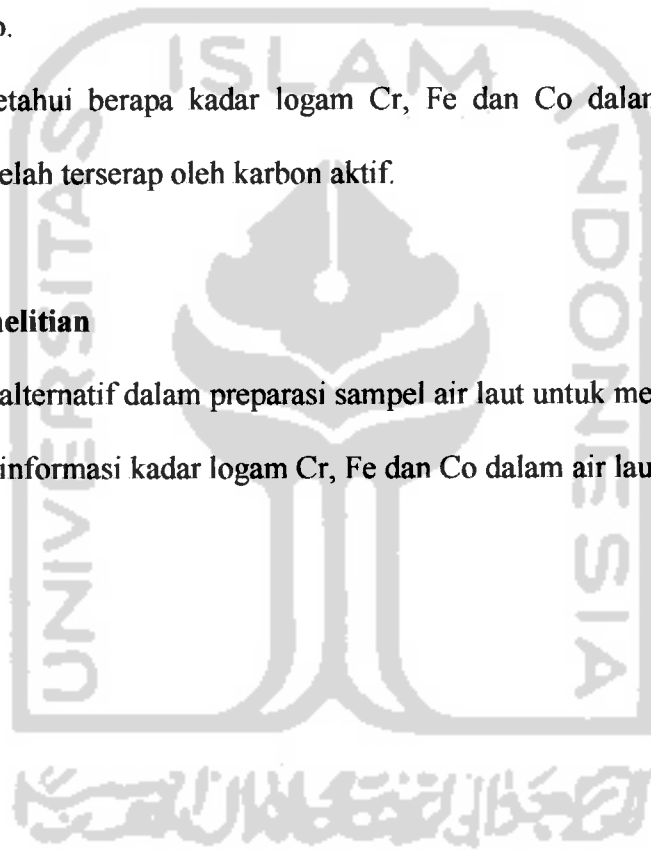 o.
etahui berapa kadar logam Cr, Fe dan Co dalam
elah terserap oleh karbon aktif.
nelitian
alternatif dalam preparasi sampel air laut untuk me
informasi kadar logam Cr, Fe dan Co dalam air lau
ISLAM
UNIVERSITAS
INDONESIA